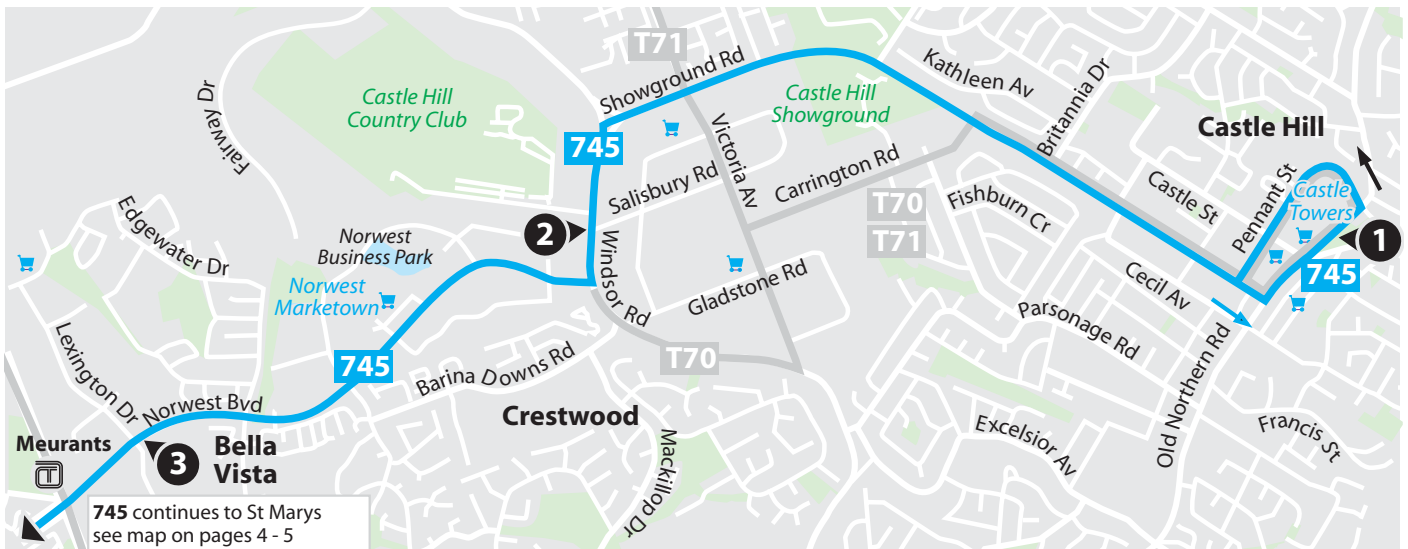 T71
Showground Rd
Kathleen Av
Britannia Dr
Castle Hill
Fairway Dr
Castle Hill
Country Club
Castle Hill
Showground
745
Victoria Av
Salisbury Rd
Carrington Rd
Castle St
Pennant St
Castle
Towers
1
745
T70
T71
Fishburn Cr
Edgewater Dr
Norwest
Business Park
2
Windsor Rd
Norwest
Marketown
Gladstone Rd
Cecil Av
Parsonage Rd
Old Northern Rd
Lexington Dr
745
T70
Barina Downs Rd
Norwest Bvd
Crestwood
Mackillop Dr
Excelsior Av
Francis St
Meurants
T
3
Bella
Vista
745 continues to St Marys
see map on pages 4 - 5